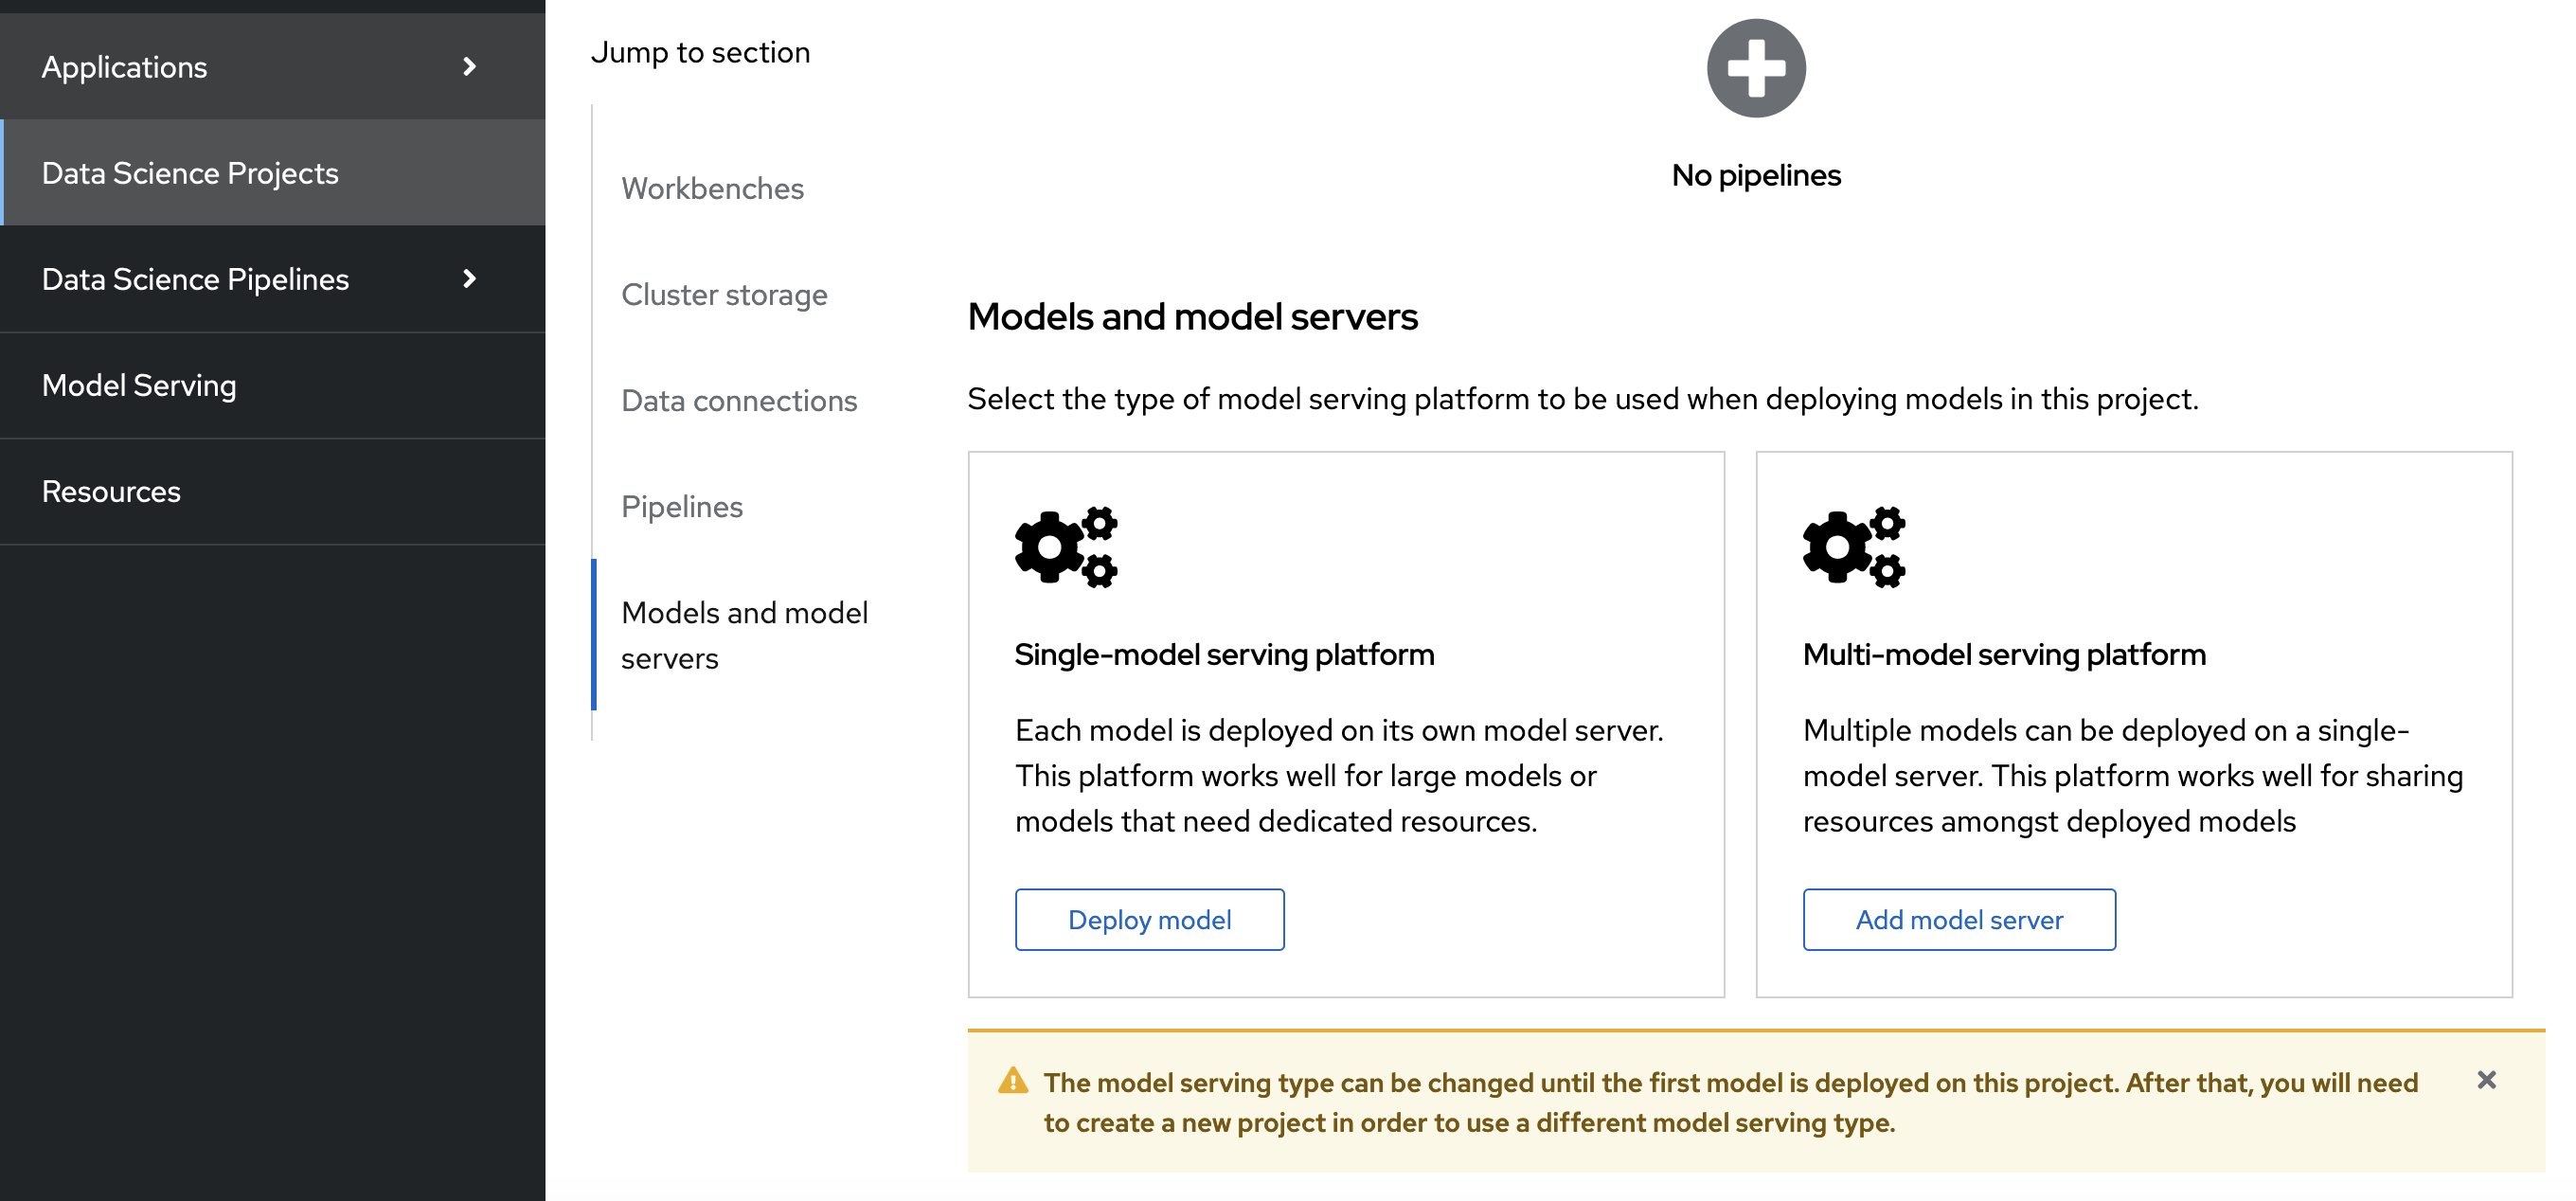 Applications
Data Science Projects
Data Science Pipelines
Model Serving
Resources
Jump to section
Workbenches
Cluster storage
Data connections
Pipelines
Models and model
servers
No pipelines
Models and model servers
Select the type of model serving platform to be used when deploying models in this project.
Single-model serving platform
Each model is deployed on its own model server.
This platform works well for large models or
models that need dedicated resources.
Deploy model
Multi-model serving platform
Multiple models can be deployed on a single-
model server. This platform works well for sharing
resources amongst deployed models
Add model server
The model serving type can be changed until the first model is deployed on this project. After that, you will need
to create a new project in order to use a different model serving type.